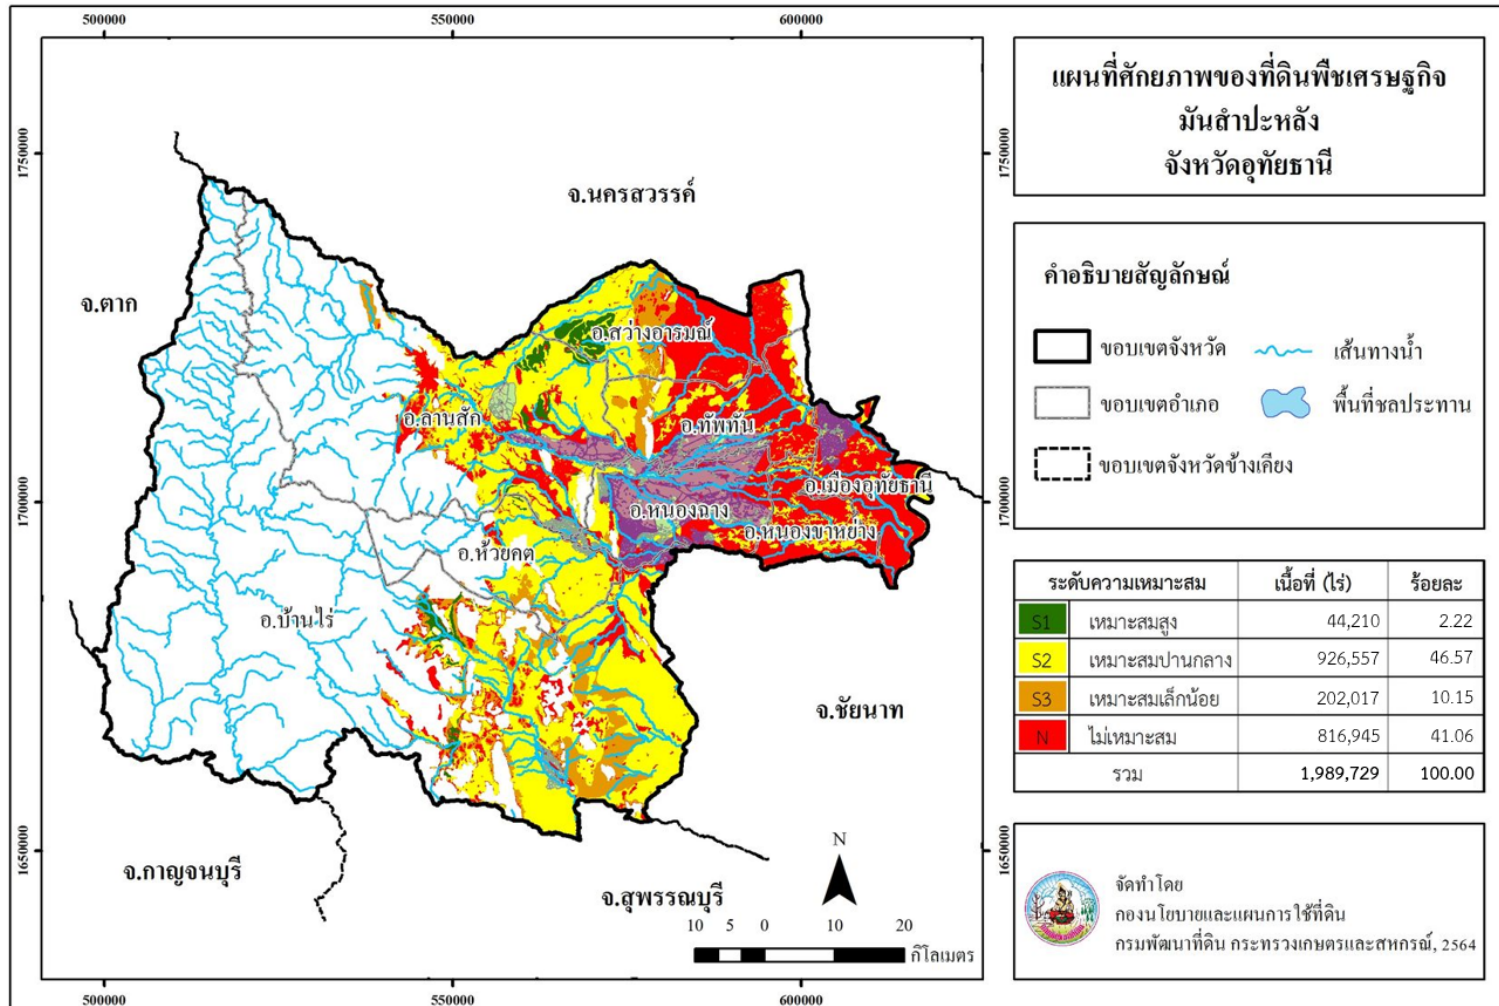 500000
550000
600000
แผนที่ศักยภาพของที่ดินพืชเศรษฐกิจ
มันสำปะหลัง
จังหวัดอุทัยธานี
1750000
1750000
จ.นครสวรรค์
จ.ตาก
อ.สว่างอารมณ์
อ.ลานสัก
อ.ทัพทัน
อ.เมืองอุทัยธานี
1700000
1700000
อ.หนองฉาง
อ.หนองขาหย่าง
อ.ห้วยคต
อ.บ้านไร่
จ.ชัยนาท
1650000
1650000
จ.กาญจนบุรี
จ.สุพรรณบุรี
N
10 5 0 10 20
กิโลเมตร
500000
550000
600000
คำอธิบายสัญลักษณ์
ขอบเขตจังหวัด
เส้นทางน้ำ
ขอบเขตอำเภอ
พื้นที่ชลประทาน
ขอบเขตจังหวัดข้างเคียง
ระดับความเหมาะสม เนื้อที่ (ไร่) ร้อยละ
S1 เหมาะสมสูง 44,210 2.22
S2 เหมาะสมปานกลาง 926,557 46.57
S3 เหมาะสมเล็กน้อย 202,017 10.15
N ไม่เหมาะสม 816,945 41.06
รวม 1,989,729 100.00
จัดทำโดย
กองนโยบายและแผนการใช้ที่ดิน
กรมพัฒนาที่ดิน กระทรวงเกษตรและสหกรณ์, 2564